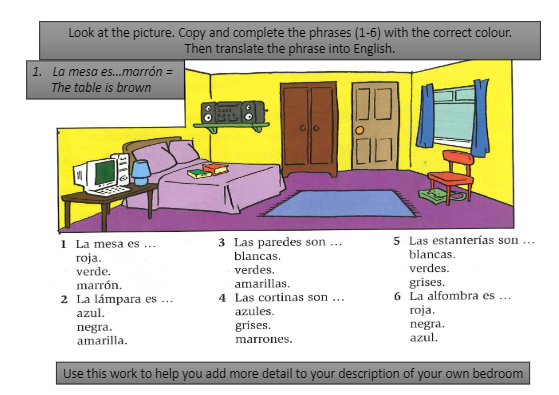 Look at the picture. Copy and complete the phrases (1-6) with the correct colour.
Then translate the phrase into English.
1. La mesa es...marrón =
The table is brown
1 La mesa es ...
roja.
verde.
marrón.
2 La lámpara es ...
azul.
negra.
amarilla.
3 Las paredes son ...
blancas.
verdes.
amarillas.
4 Las cortinas son ...
azules.
grises.
marrones.
5 Las estanterías son ...
blancas.
verdes.
grises.
6 La alfombra es ...
roja.
negra.
azul.
Use this work to help you add more detail to your description of your own bedroom